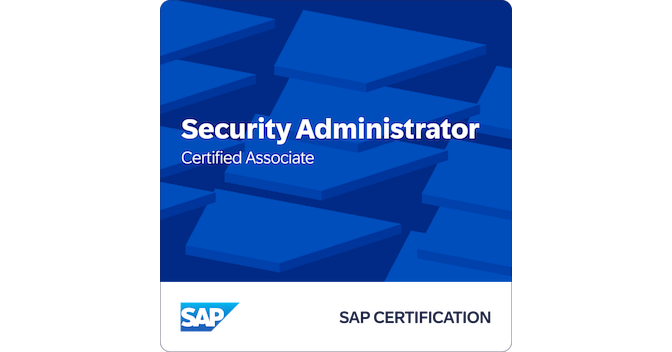 Security Administrator
Certified Associate
SAP
SAP CERTIFICATION